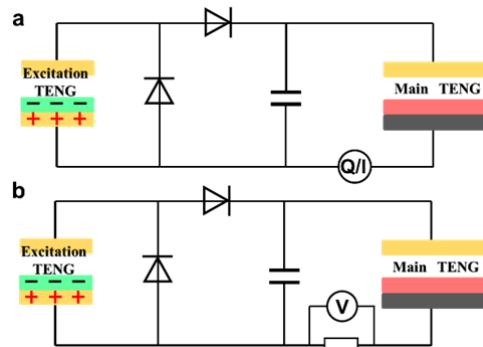 a
Excitation
TENG
− − −
+ + +
Main TENG
Q/I
b
Excitation
TENG
− − −
+ + +
Main TENG
V